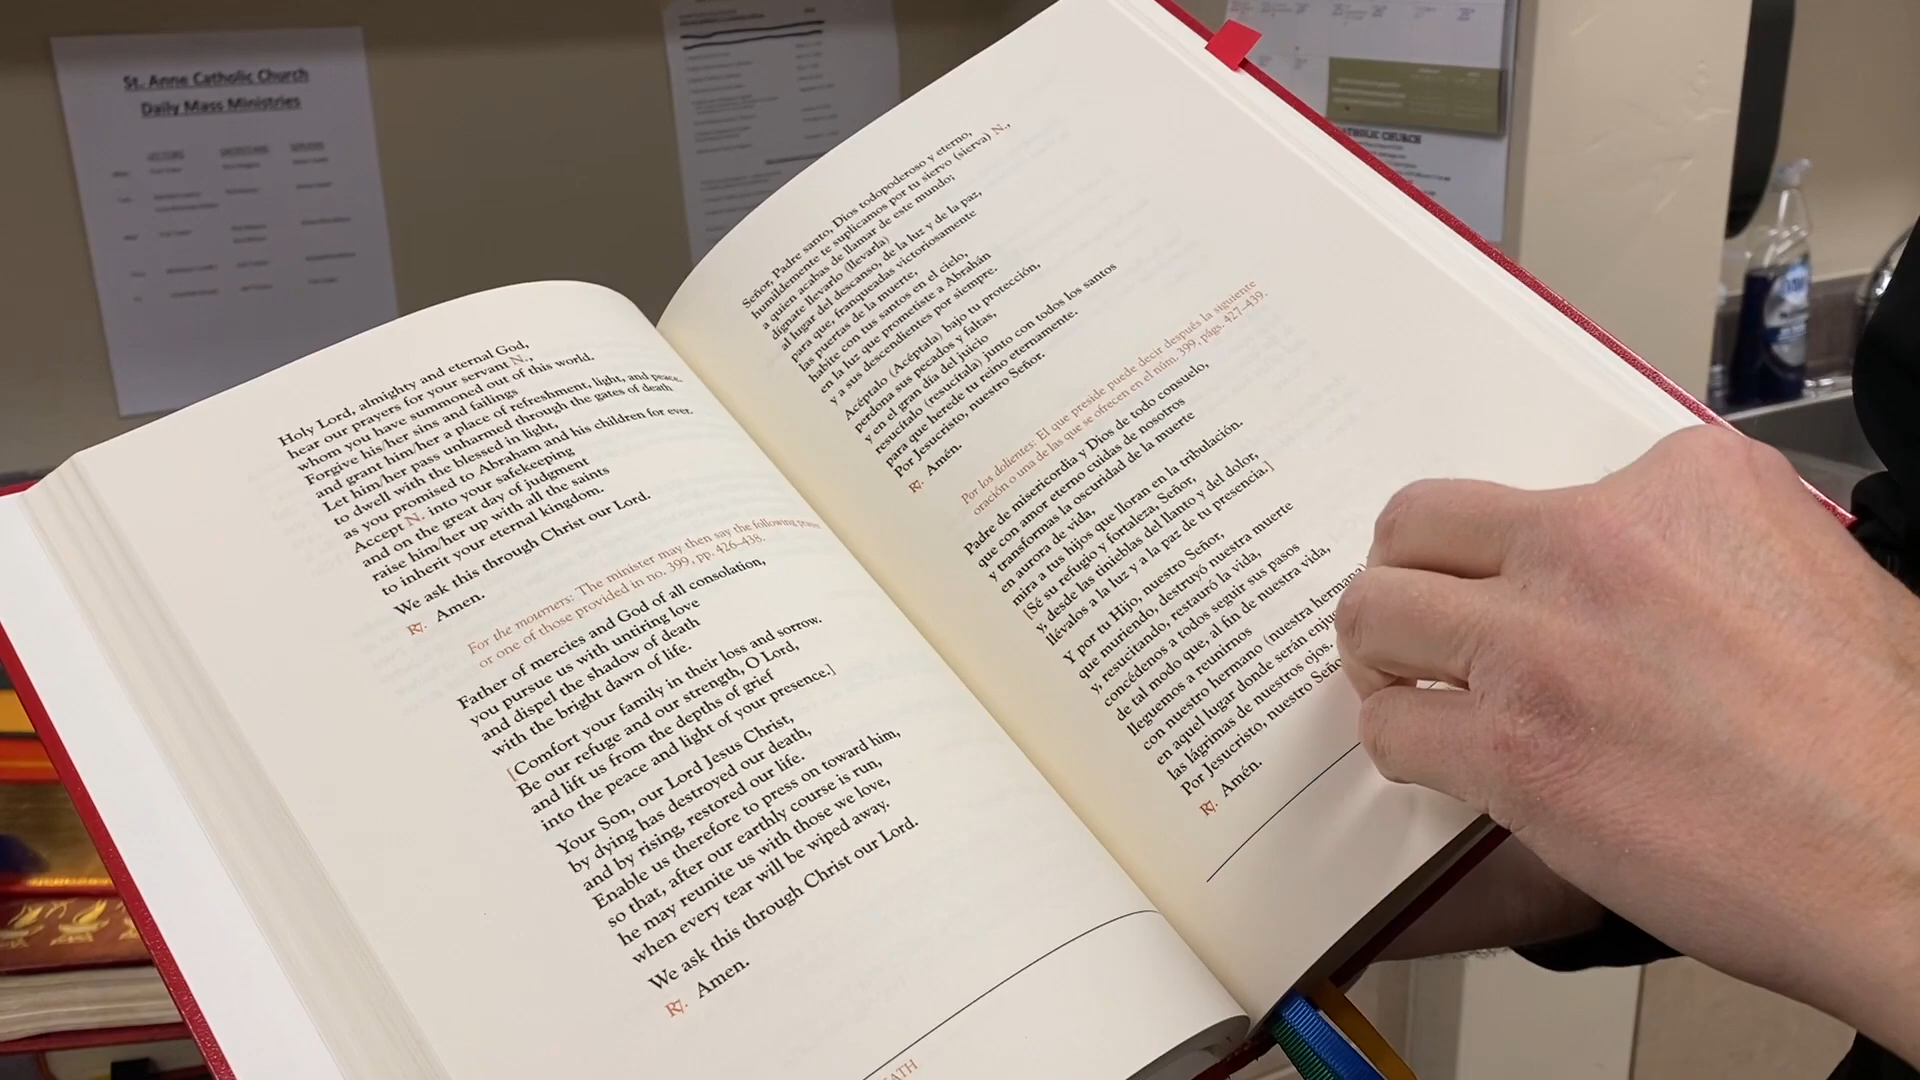 St. Anne Catholic Church
Daily Mass Ministries
CHURCH
Holy Lord, almighty and eternal God,
hear our prayers for your servant N.,
whom you have summoned out of this world.
Forgive his/her sins and failings
and grant him/her a place of refreshment, light, and peace.
Let him/her pass unharmed through the gates of death
to dwell with the blessed in light,
as you promised to Abraham and his children for ever.
Accept N. into your safekeeping
and on the great day of judgment
raise him/her up with all the saints
to inherit your eternal kingdom.
We ask this through Christ our Lord.
℟. Amen.
For the mourners: The minister may then say the following prayer
or one of those provided in no. 399, pp. 426-438.
Father of mercies and God of all consolation,
you pursue us with untiring love
and dispel the shadow of death
with the bright dawn of life.
[Comfort your family in their loss and sorrow.
Be our refuge and our strength, O Lord,
and lift us from the depths of grief
into the peace and light of your presence.]
Your Son, our Lord Jesus Christ,
by dying has destroyed our death,
and by rising, restored our life.
Enable us therefore to press on toward him,
so that, after our earthly course is run,
he may reunite us with those we love,
when every tear will be wiped away.
We ask this through Christ our Lord.
℟. Amen.
Señor, Padre santo, Dios todopoderoso y eterno,
humildemente te suplicamos por tu siervo (sierva) N.,
a quien acabas de llamar de este mundo;
dígnate llevarlo (llevarla)
al lugar del descanso, de la luz y de la paz,
para que, franqueadas victoriosamente
las puertas de la muerte,
habite con tus santos en el cielo,
en la luz que prometiste a Abrahán
y a sus descendientes por siempre.
Acéptalo (Acéptala) bajo tu protección,
perdona sus pecados y faltas,
y en el gran día del juicio
resucítalo (resucítala) junto con todos los santos
para que herede tu reino eternamente.
Por Jesucristo, nuestro Señor.
℟. Amén.
Por los dolientes: El que preside puede decir después la siguiente
oración o una de las que se ofrecen en el núm. 399, págs. 427-439.
Padre de misericordia y Dios de todo consuelo,
que con amor eterno cuidas de nosotros
y transformas la oscuridad de la muerte
en aurora de vida,
mira a tus hijos que lloran en la tribulación.
[Sé su refugio y fortaleza, Señor,
y, desde las tinieblas del llanto y del dolor,
llévalos a la luz y a la paz de tu presencia.]
Y por tu Hijo, nuestro Señor,
que muriendo, destruyó nuestra muerte
y, resucitando, restauró la vida,
concédenos a todos seguir sus pasos
de tal modo que, al fin de nuestra vida,
lleguemos a reunirnos
con nuestro hermano (nuestra hermana)
en aquel lugar donde serán enju
las lágrimas de nuestros ojos.
Por Jesucristo, nuestro Seño
℟. Amén.